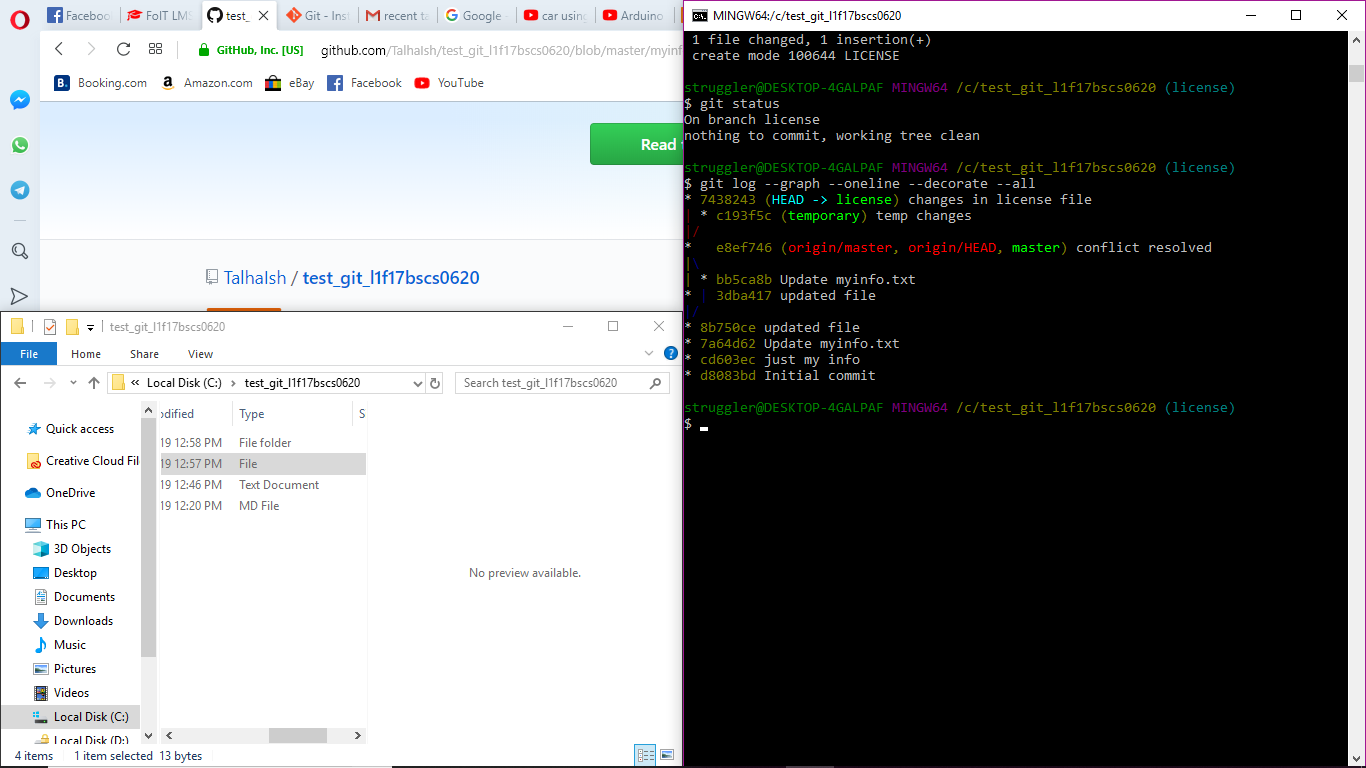 Faceboo
FoIT LMS
test_
Git - Inst
recent ta
Google -
car using
Arduino
GitHub, Inc. [US]
github.com/TalhaIsh/test_git_l1f17bscs0620/blob/master/myinf
Booking.com
Amazon.com
eBay
Facebook
YouTube
Read
TalhaIsh / test_git_l1f17bscs0620
test_git_l1f17bscs0620
File
Home
Share
View
« Local Disk (C:) › test_git_l1f17bscs0620
Search test_git_l1f17bscs0620
Quick access
Creative Cloud Fil
OneDrive
This PC
3D Objects
Desktop
Documents
Downloads
Music
Pictures
Videos
Local Disk (C:)
Local Disk (D:)
odified
Type
S
19 12:58 PM File folder
19 12:57 PM File
19 12:46 PM Text Document
19 12:20 PM MD File
No preview available.
4 items
1 item selected 13 bytes
MINGW64:/c/test_git_l1f17bscs0620
1 file changed, 1 insertion(+)
create mode 100644 LICENSE
struggler@DESKTOP-4GALPAF MINGW64 /c/test_git_l1f17bscs0620 (license)
$ git status
On branch license
nothing to commit, working tree clean
struggler@DESKTOP-4GALPAF MINGW64 /c/test_git_l1f17bscs0620 (license)
$ git log --graph --oneline --decorate --all
* 7438243 (HEAD -> license) changes in license file
| * c193f5c (temporary) temp changes
|/
*   e8ef746 (origin/master, origin/HEAD, master) conflict resolved
|\
| * bb5ca8b Update myinfo.txt
* | 3dba417 updated file
|/
* 8b750ce updated file
* 7a64d62 Update myinfo.txt
* cd603ec just my info
* d8083bd Initial commit
struggler@DESKTOP-4GALPAF MINGW64 /c/test_git_l1f17bscs0620 (license)
$